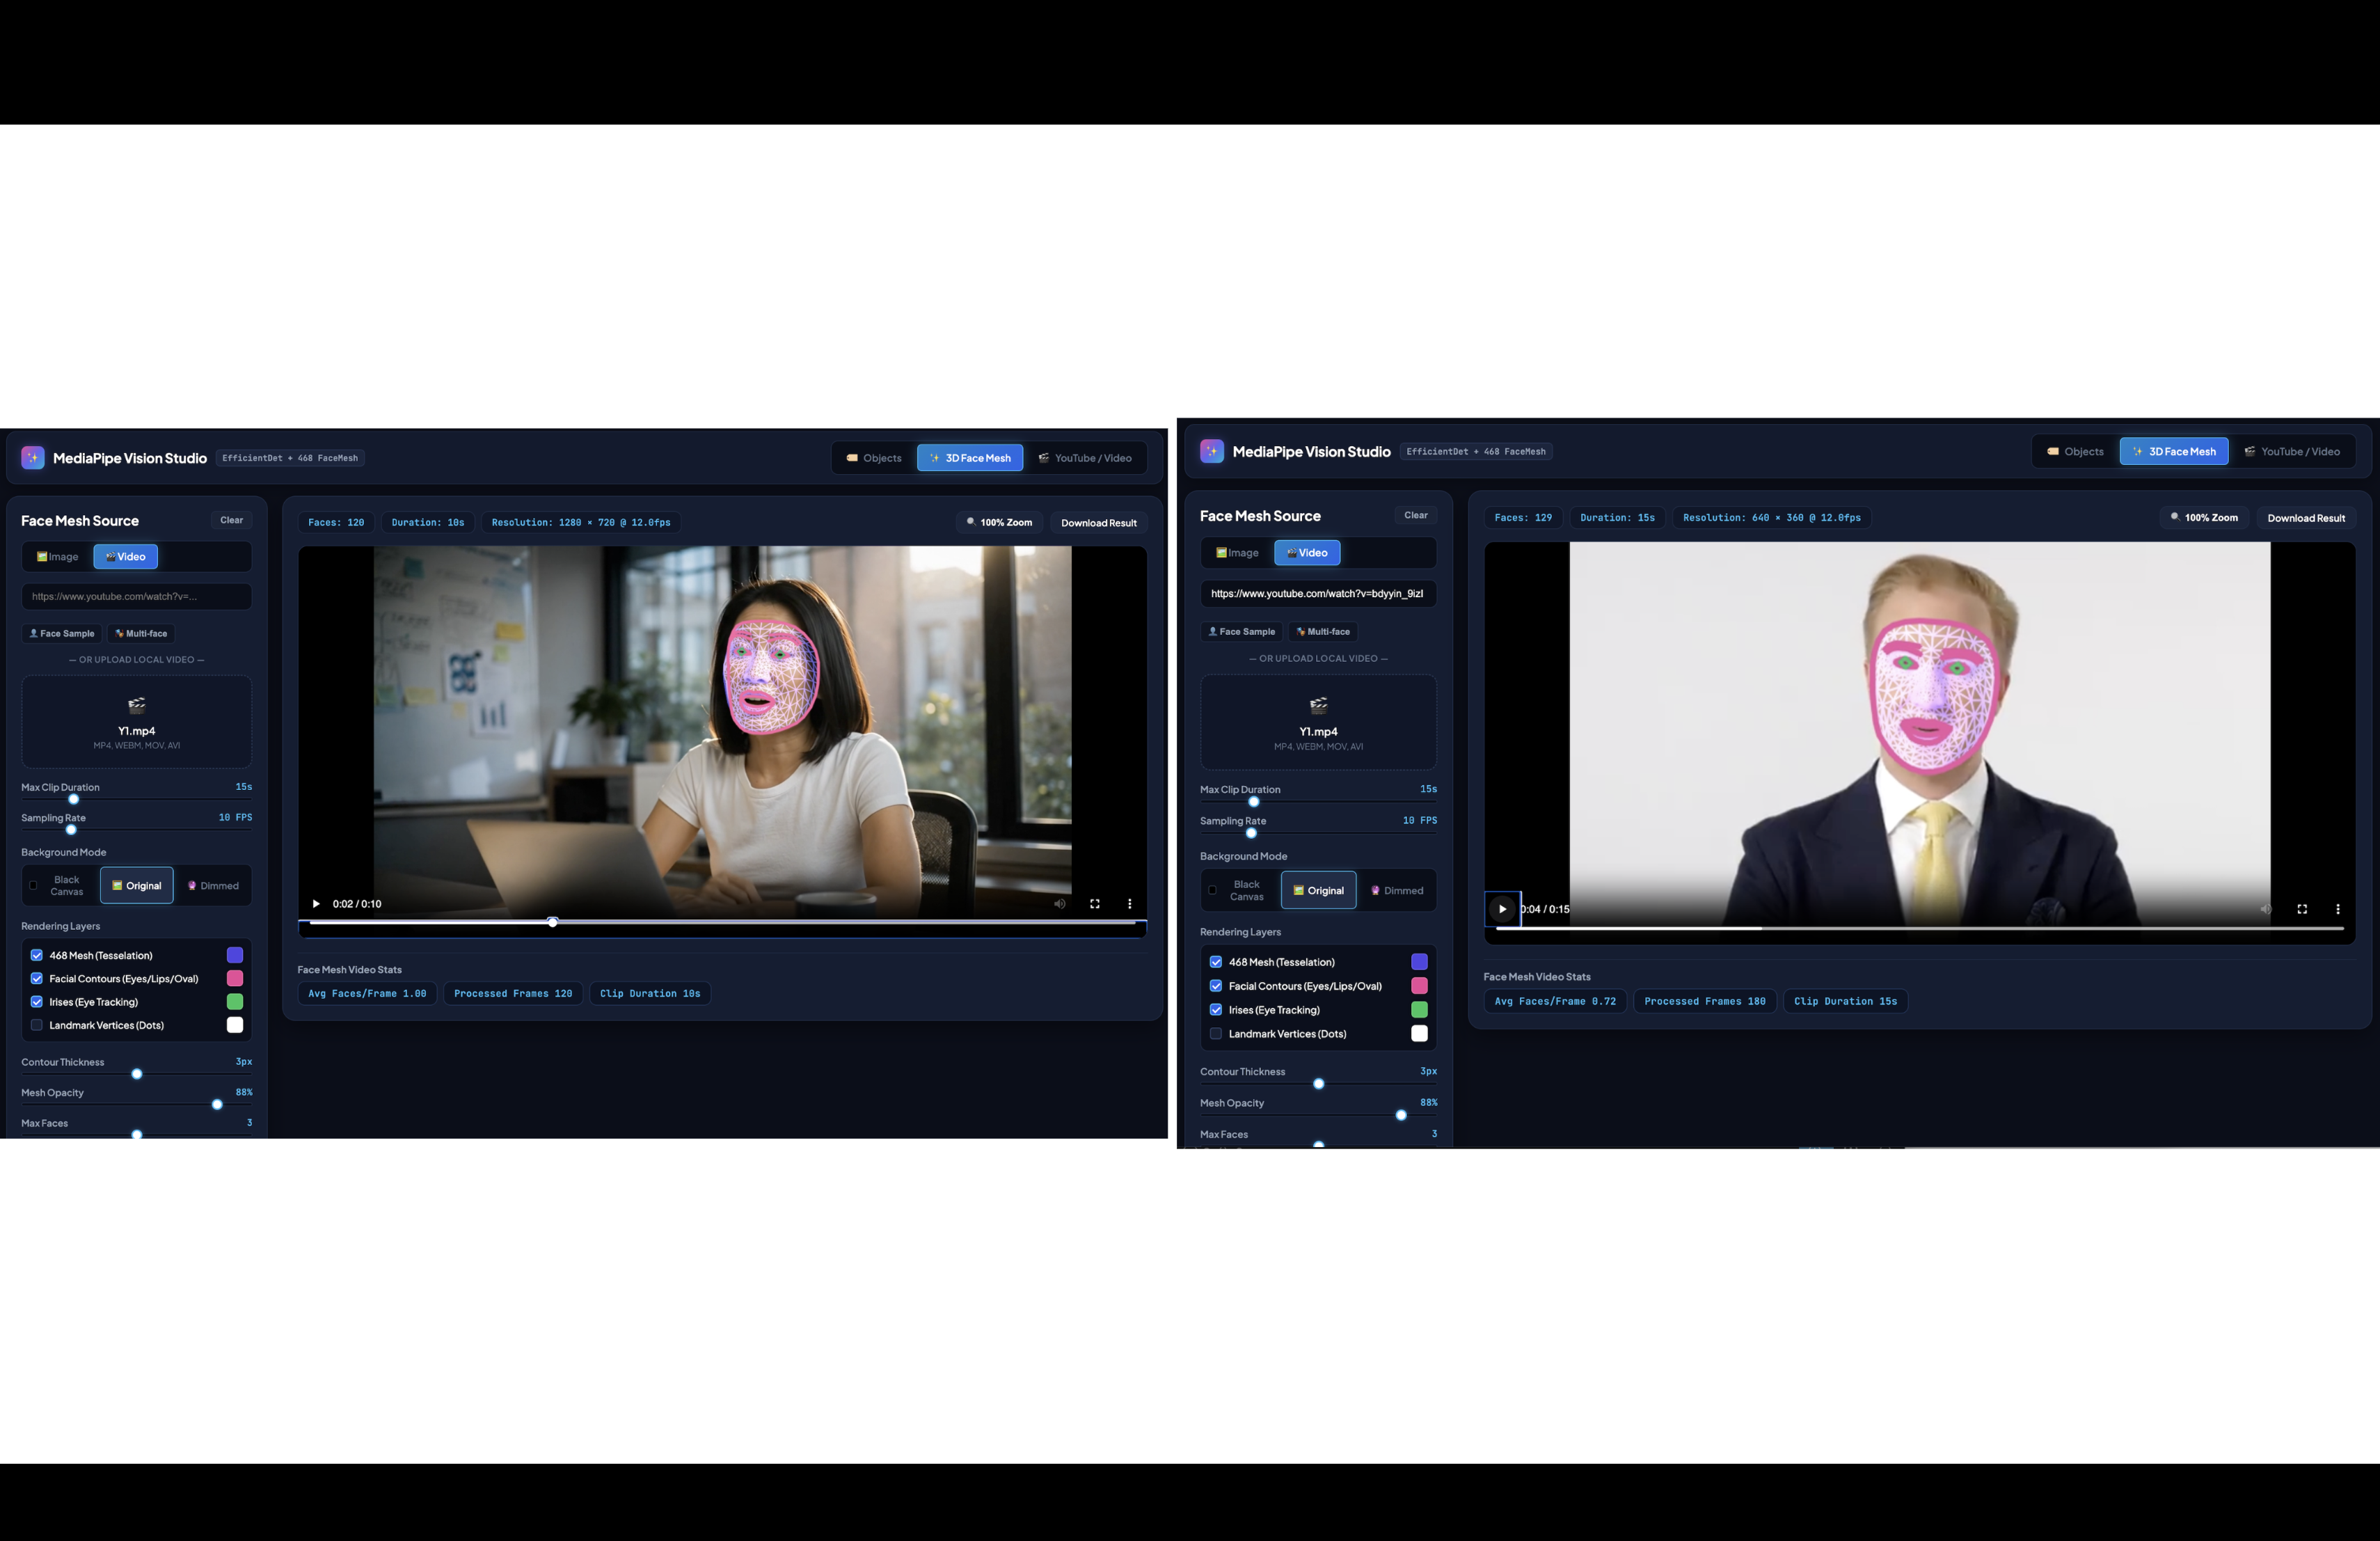 MediaPipe Vision Studio EfficientDet + 468 FaceMesh Objects 3D Face Mesh YouTube / Video
Face Mesh Source Clear
Image Video
https://www.youtube.com/watch?v=...
Face Sample Multi-face
— OR UPLOAD LOCAL VIDEO —
Y1.mp4
MP4, WEBM, MOV, AVI
Max Clip Duration 15s
Sampling Rate 10 FPS
Background Mode
Black Canvas Original Dimmed
Rendering Layers
468 Mesh (Tesselation)
Facial Contours (Eyes/Lips/Oval)
Irises (Eye Tracking)
Landmark Vertices (Dots)
Contour Thickness 3px
Mesh Opacity 88%
Max Faces 3
Faces: 120 Duration: 10s Resolution: 1280 × 720 @ 12.0fps 100% Zoom Download Result
0:02 / 0:10
Face Mesh Video Stats
Avg Faces/Frame 1.00 Processed Frames 120 Clip Duration 10s
MediaPipe Vision Studio EfficientDet + 468 FaceMesh Objects 3D Face Mesh YouTube / Video
Face Mesh Source Clear
Image Video
https://www.youtube.com/watch?v=bdyyin_9izI
Face Sample Multi-face
— OR UPLOAD LOCAL VIDEO —
Y1.mp4
MP4, WEBM, MOV, AVI
Max Clip Duration 15s
Sampling Rate 10 FPS
Background Mode
Black Canvas Original Dimmed
Rendering Layers
468 Mesh (Tesselation)
Facial Contours (Eyes/Lips/Oval)
Irises (Eye Tracking)
Landmark Vertices (Dots)
Contour Thickness 3px
Mesh Opacity 88%
Max Faces 3
Faces: 129 Duration: 15s Resolution: 640 × 360 @ 12.0fps 100% Zoom Download Result
0:04 / 0:15
Face Mesh Video Stats
Avg Faces/Frame 0.72 Processed Frames 180 Clip Duration 15s